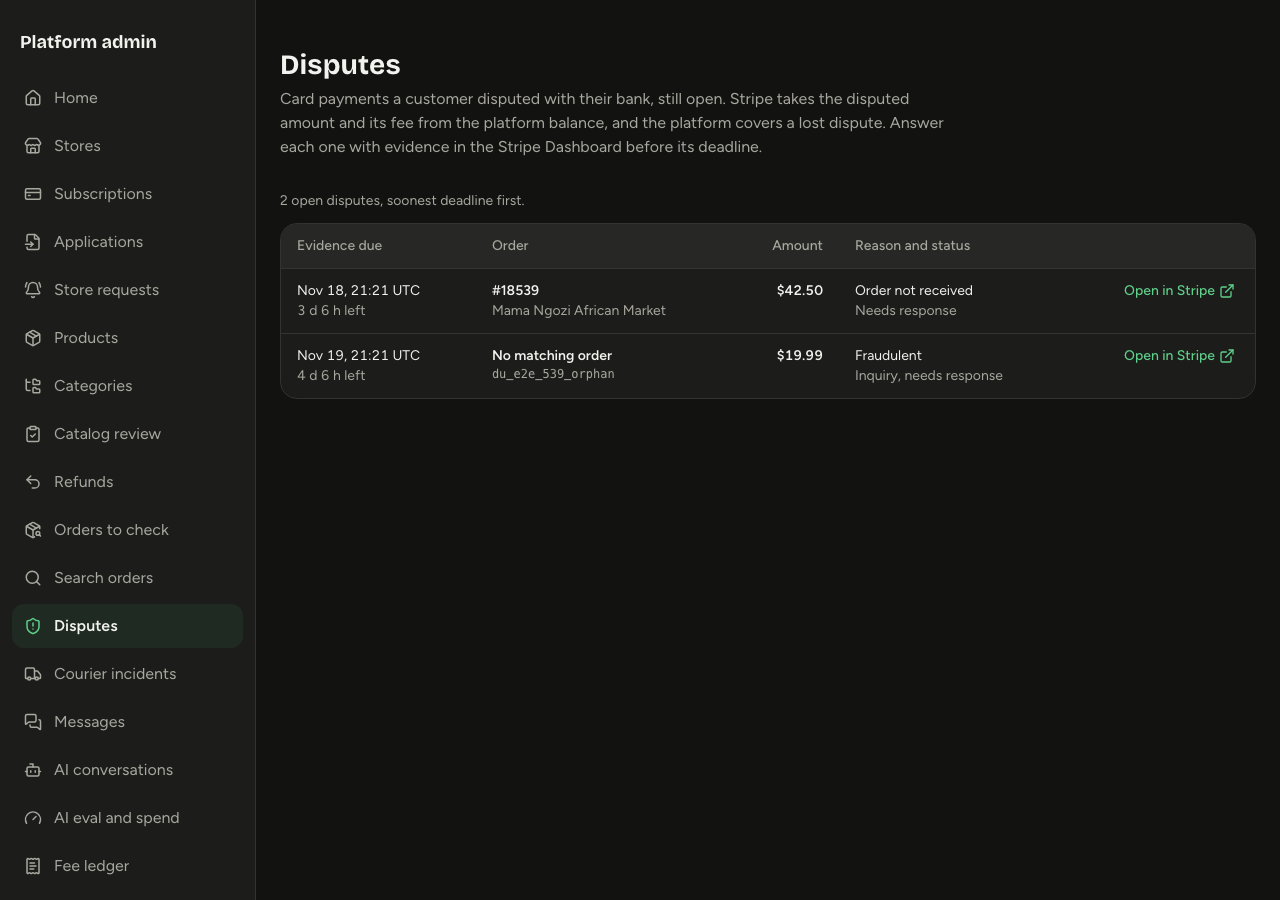 Platform admin
Home
Stores
Subscriptions
Applications
Store requests
Products
Categories
Catalog review
Refunds
Orders to check
Search orders
Disputes
Courier incidents
Messages
AI conversations
AI eval and spend
Fee ledger
Disputes
Card payments a customer disputed with their bank, still open. Stripe takes the disputed
amount and its fee from the platform balance, and the platform covers a lost dispute. Answer
each one with evidence in the Stripe Dashboard before its deadline.
2 open disputes, soonest deadline first.
Evidence due Order Amount Reason and status
Nov 18, 21:21 UTC #18539 $42.50 Order not received Open in Stripe
3 d 6 h left Mama Ngozi African Market Needs response
Nov 19, 21:21 UTC No matching order $19.99 Fraudulent Open in Stripe
4 d 6 h left du_e2e_539_orphan Inquiry, needs response